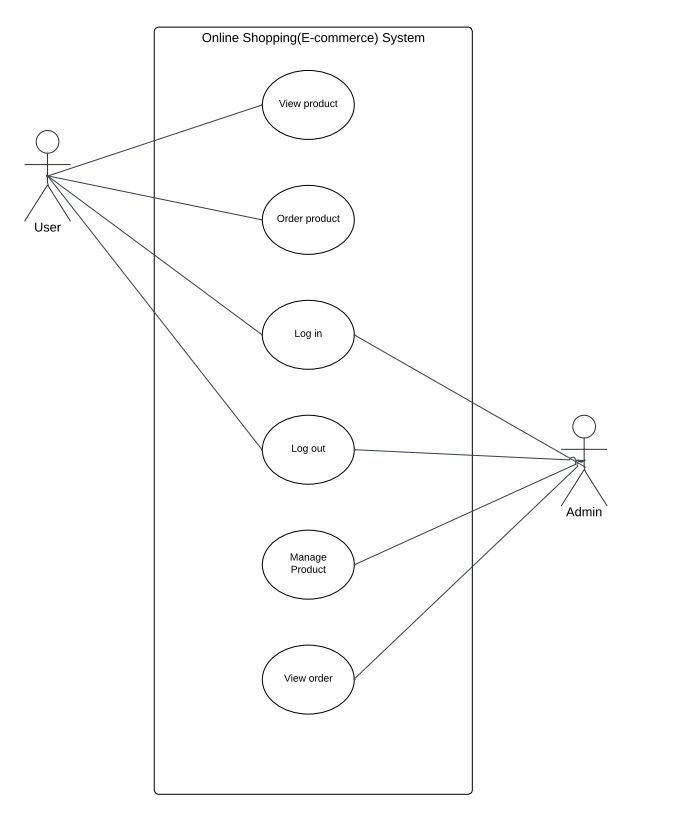 Online Shopping(E-commerce) System
View product
Order product
User
Log in
Log out
Admin
Manage
Product
View order